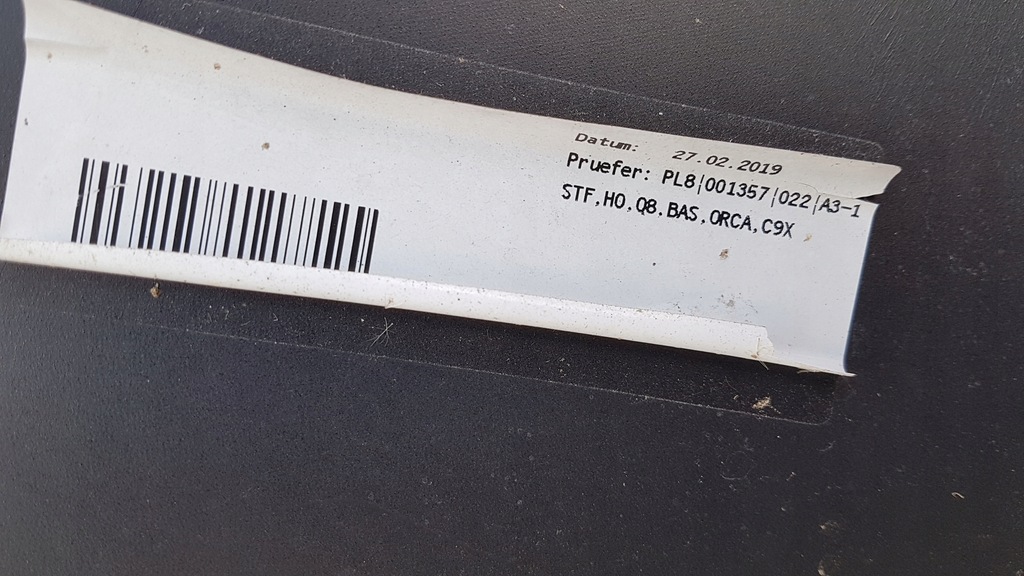 Datum: 27.02.2019
Pruefer: PL8|001357|022|A3-1
STF,HO,Q8,BAS,ORCA,C9X